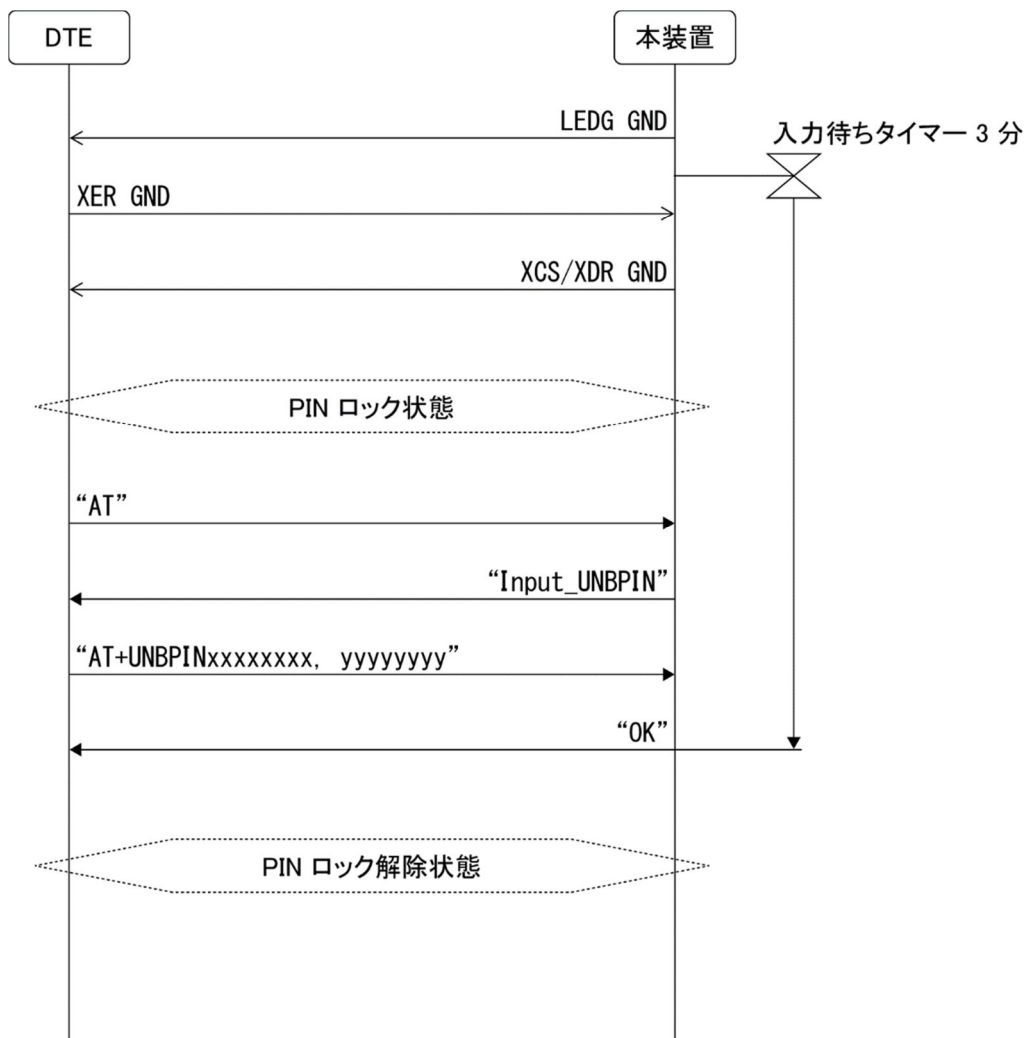 DTE
本装置
LEDG GND
入力待ちタイマー 3 分
XER GND
XCS/XDR GND
PIN ロック状態
“AT”
“Input_UNBPIN”
“AT+UNBPINxxxxxxxx, yyyyyyyy”
“OK”
PIN ロック解除状態